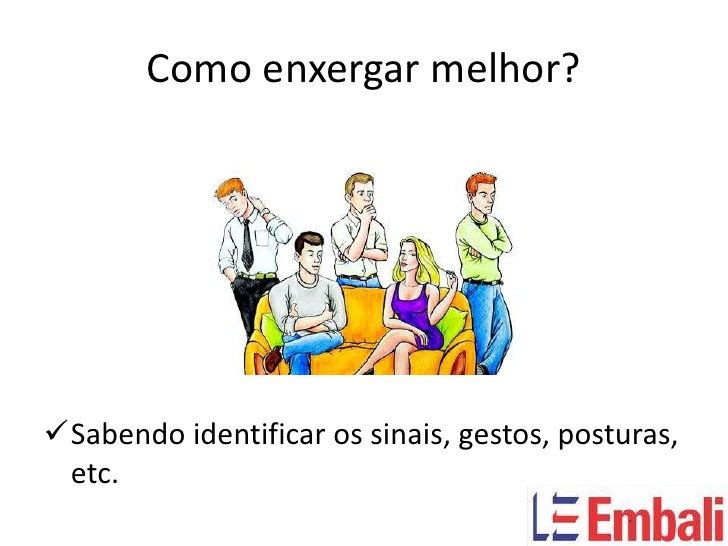 Como enxergar melhor?
✓Sabendo identificar os sinais, gestos, posturas,
etc.
LE Embali